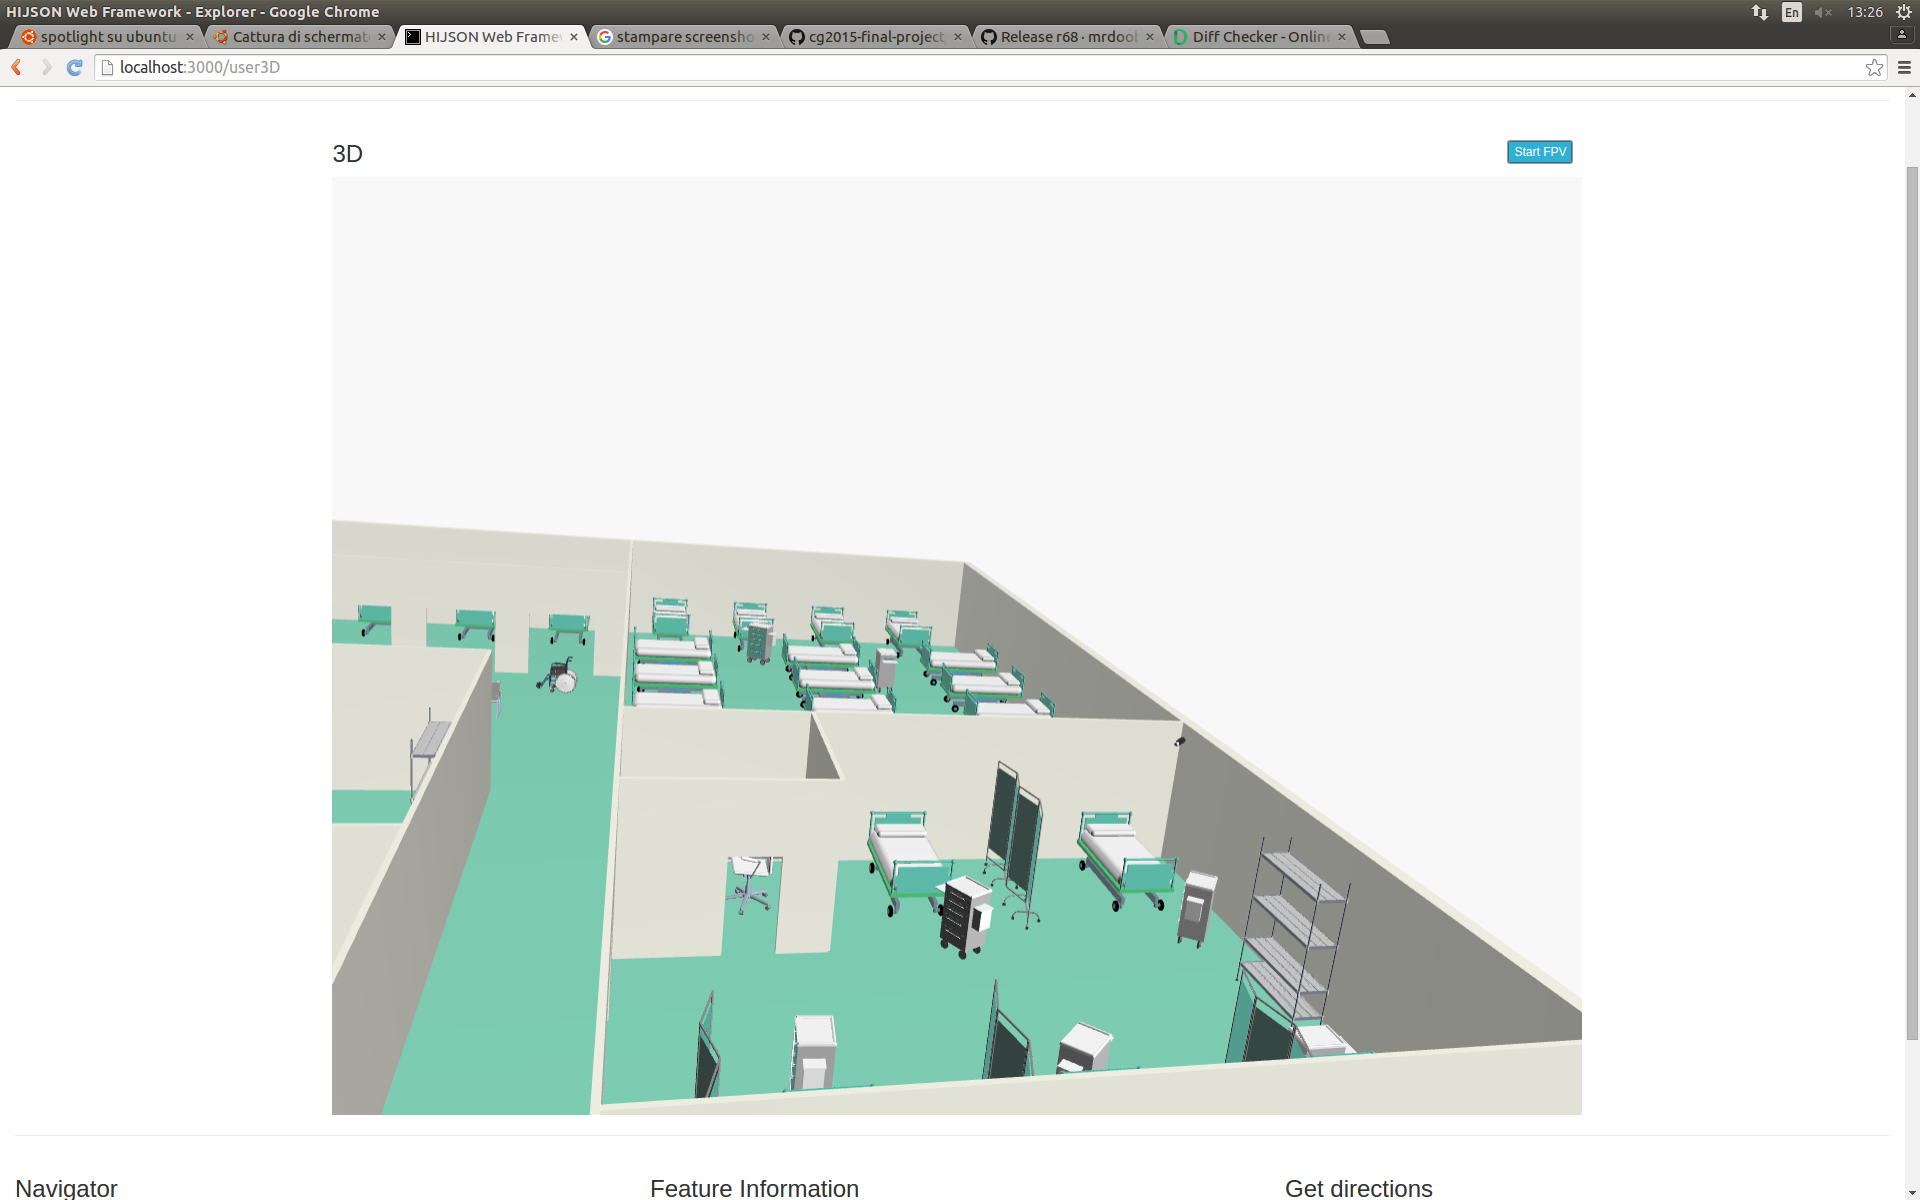 HIJSON Web Framework - Explorer - Google Chrome
En
13:26
spotlight su ubuntu
Cattura di schermat
HIJSON Web Frame
stampare screensho
cg2015-final-project
Release r68 · mrdoob
Diff Checker - Online
localhost:3000/user3D
3D
Start FPV
Navigator
Feature Information
Get directions